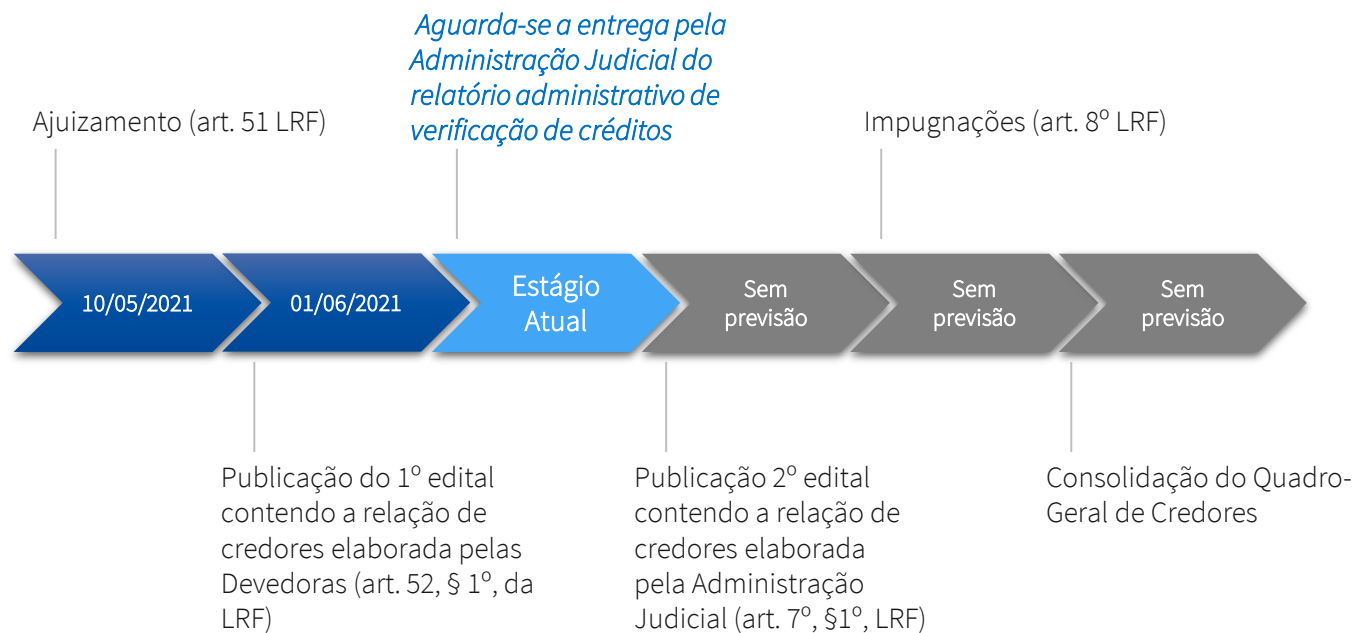 Aguarda-se a entrega pela
Administração Judicial do
relatório administrativo de
verificação de créditos
Ajuizamento (art. 51 LRF)
Impugnações (art. 8º LRF)
10/05/2021
01/06/2021
Estágio
Atual
Sem
previsão
Sem
previsão
Sem
previsão
Publicação do 1º edital
contendo a relação de
credores elaborada pelas
Devedoras (art. 52, § 1º, da
LRF)
Publicação 2º edital
contendo a relação de
credores elaborada
pela Administração
Judicial (art. 7º, §1º, LRF)
Consolidação do Quadro-
Geral de Credores